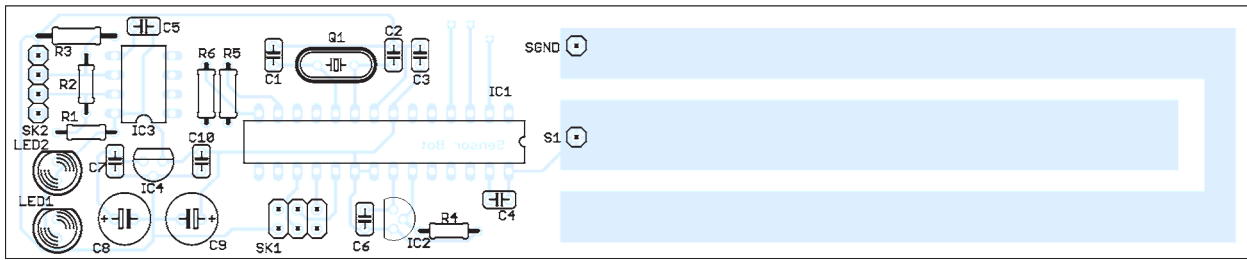 C5
R3
Q1
C2
R6 R5
C1
C3
SGND
R2
IC1
R1
IC3
SK2
LED2
C10
Sensor Bot
S1
C7
IC4
LED1
C4
R4
C8
C9
SK1
C6
IC2
+
+